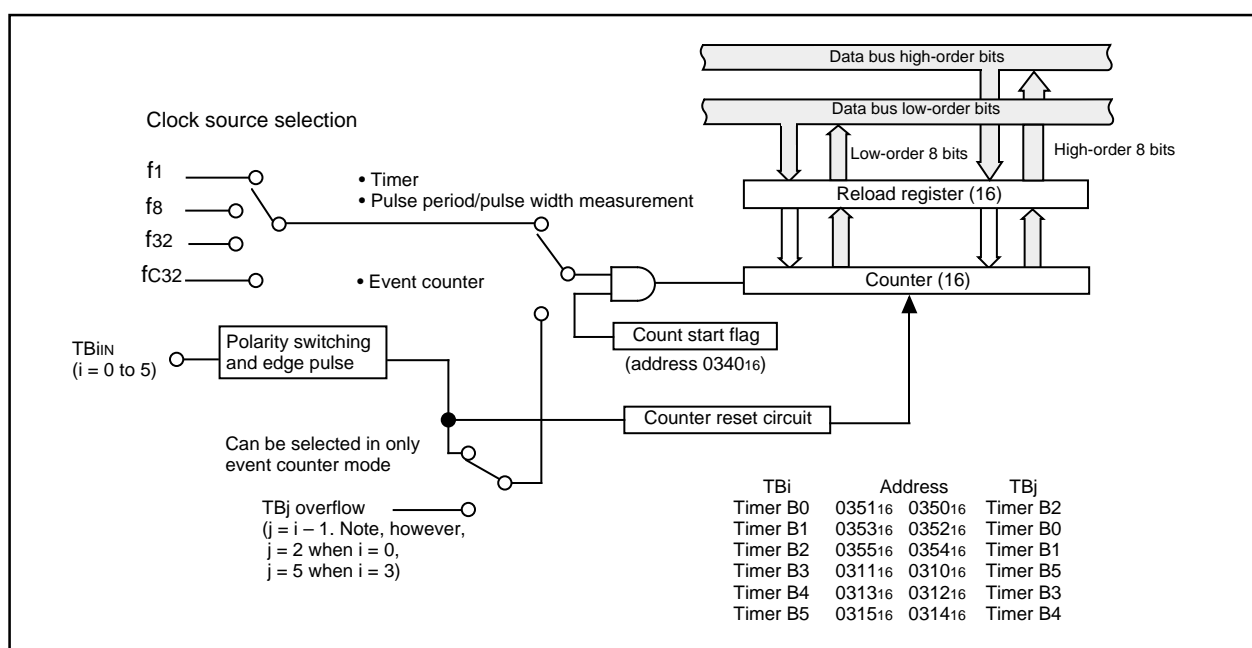 Data bus high-order bits
Data bus low-order bits
Clock source selection
Low-order 8 bits
High-order 8 bits
f1
• Timer
• Pulse period/pulse width measurement
Reload register (16)
f8
f32
fC32
• Event counter
Counter (16)
Count start flag
(address 034016)
TBiIN
(i = 0 to 5)
Polarity switching
and edge pulse
Counter reset circuit
Can be selected in only
event counter mode
TBj overflow
(j = i – 1. Note, however,
j = 2 when i = 0,
j = 5 when i = 3)
TBi Address TBj
Timer B0 035116 035016 Timer B2
Timer B1 035316 035216 Timer B0
Timer B2 035516 035416 Timer B1
Timer B3 031116 031016 Timer B5
Timer B4 031316 031216 Timer B3
Timer B5 031516 031416 Timer B4